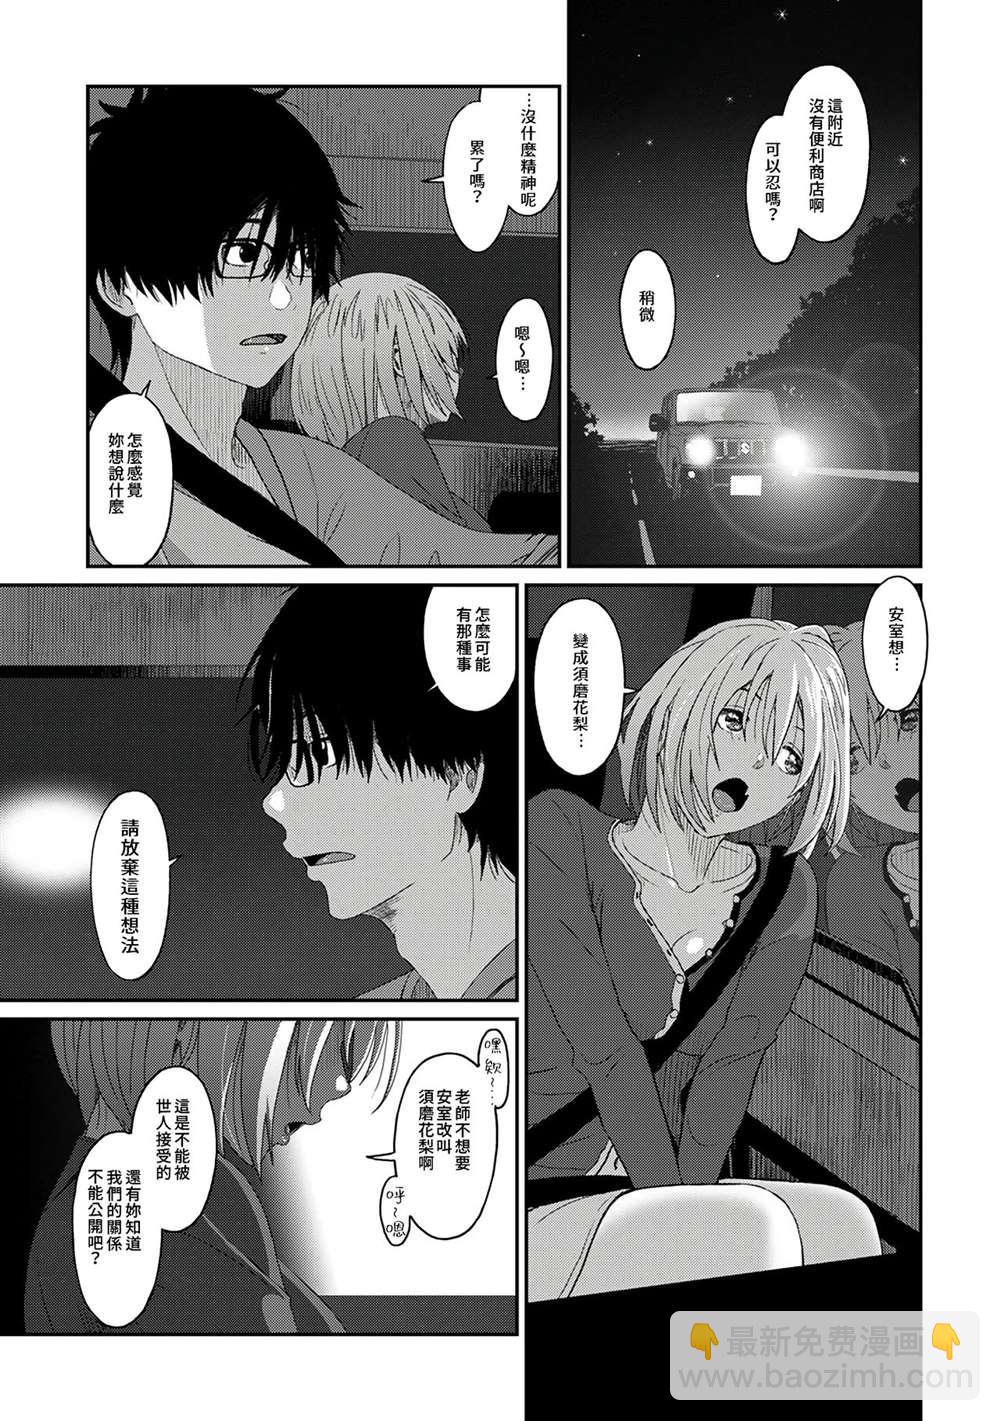 這附近
沒有便利商店啊
可以忍嗎?
稍微
…沒什麼精神呢
累了嗎?
嗯～嗯…
怎麼感覺
妳想說什麼
安室想…
變成須磨花梨…
怎麼可能
有那種事
請放棄這種想法
嘿欸～…
老師不想要
安室改叫
須磨花梨啊
呼～嗯
這是不能被
世人接受的
還有妳知道
我們的關係
不能公開吧?
最新免费漫画
www.baozimh.com